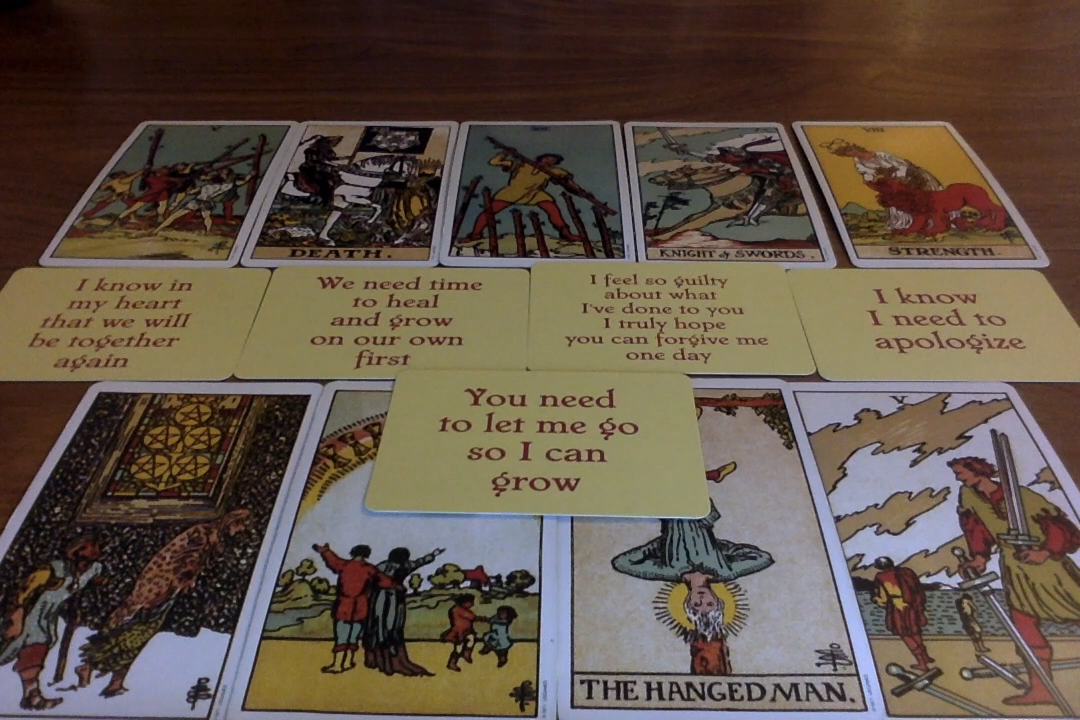 V
DEATH.
VII
KNIGHT of SWORDS.
VIII
STRENGTH.
I know in
my heart
that we will
be together
again
We need time
to heal
and grow
on our own
first
I feel so guilty
about what
I've done to you
I truly hope
you can forgive me
one day
I know
I need to
apologize
You need
to let me go
so I can
grow
THE HANGED MAN.
V